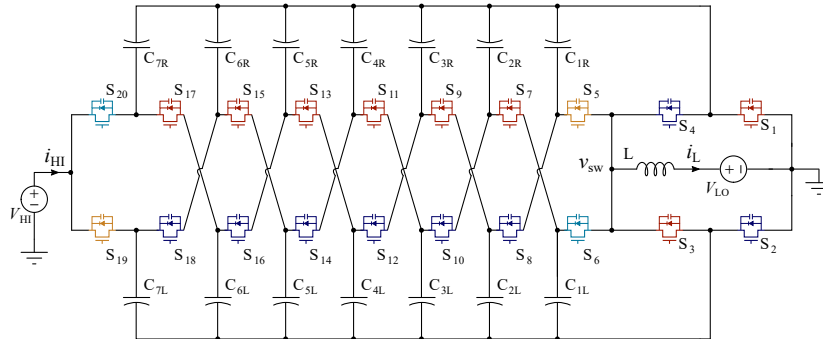 C7R C6R C5R C4R C3R C2R C1R
S20 S17 S15 S13 S11 S9 S7 S5
S4 S1
iHI vsw L iL
VHI + − + − VLO
S19 S18 S16 S14 S12 S10 S8 S6 S3 S2
C7L C6L C5L C4L C3L C2L C1L